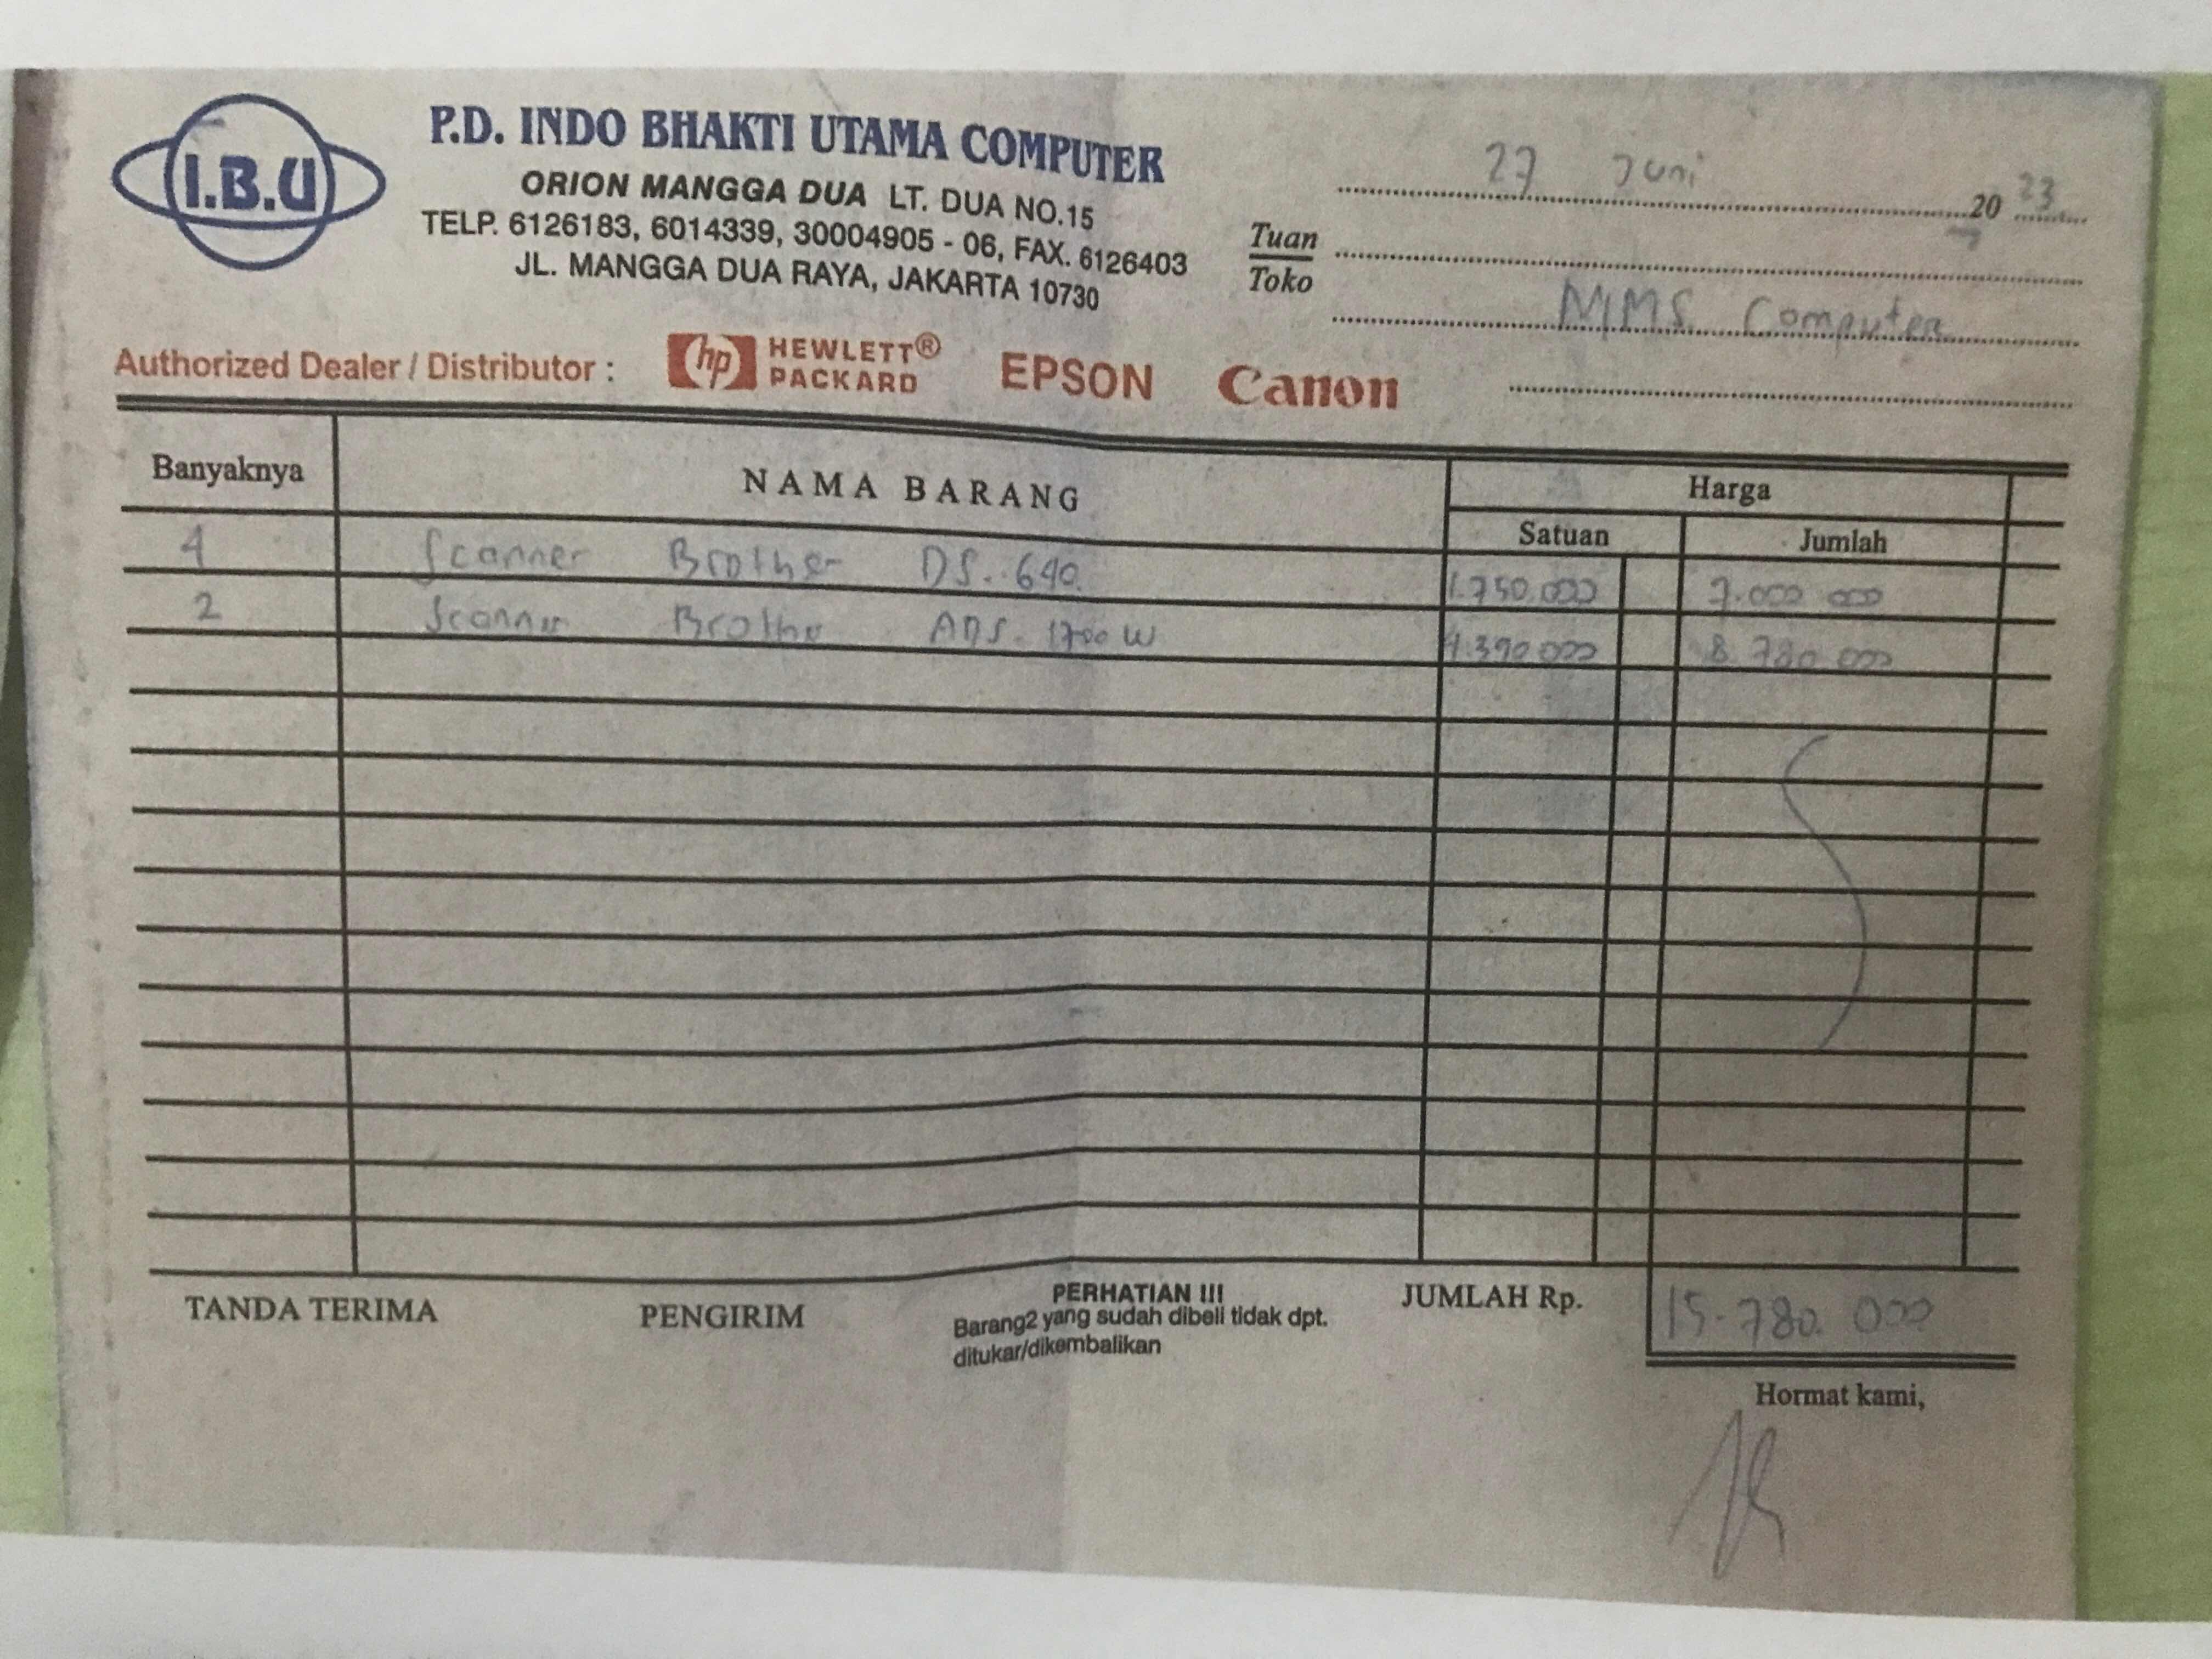 I.B.U
P.D. INDO BHAKTI UTAMA COMPUTER
ORION MANGGA DUA LT. DUA NO.15
TELP. 6126183, 6014339, 30004905 - 06, FAX. 6126403
JL. MANGGA DUA RAYA, JAKARTA 10730
27 Juni 2023
Tuan
Toko
MMS Computer
Authorized Dealer / Distributor : hp HEWLETT® PACKARD EPSON Canon
Banyaknya NAMA BARANG Harga
Satuan Jumlah
4 Scanner Brother DS. 640. 1.750.000 7.000 000
2 Scanner Brother ADS. 1700 W 4.390 000 8.780 000
TANDA TERIMA PENGIRIM PERHATIAN !!! JUMLAH Rp. 15.780.000
Barang2 yang sudah dibeli tidak dpt.
ditukar/dikembalikan
Hormat kami,